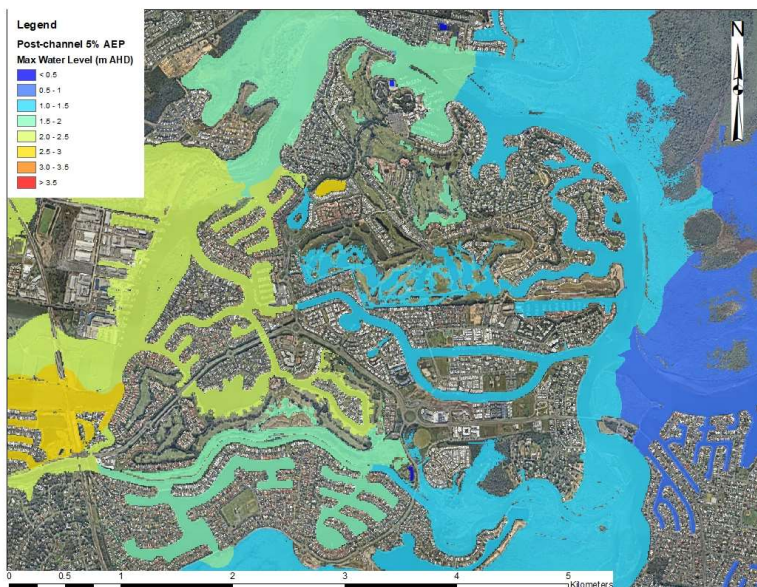 Legend
Post-channel 5% AEP
Max Water Level (m AHD)
< 0.5
0.5 - 1
1.0 - 1.5
1.5 - 2
2.0 - 2.5
2.5 - 3
3.0 - 3.5
> 3.5
N
0 0.5 1 2 3 4 5
Kilometers